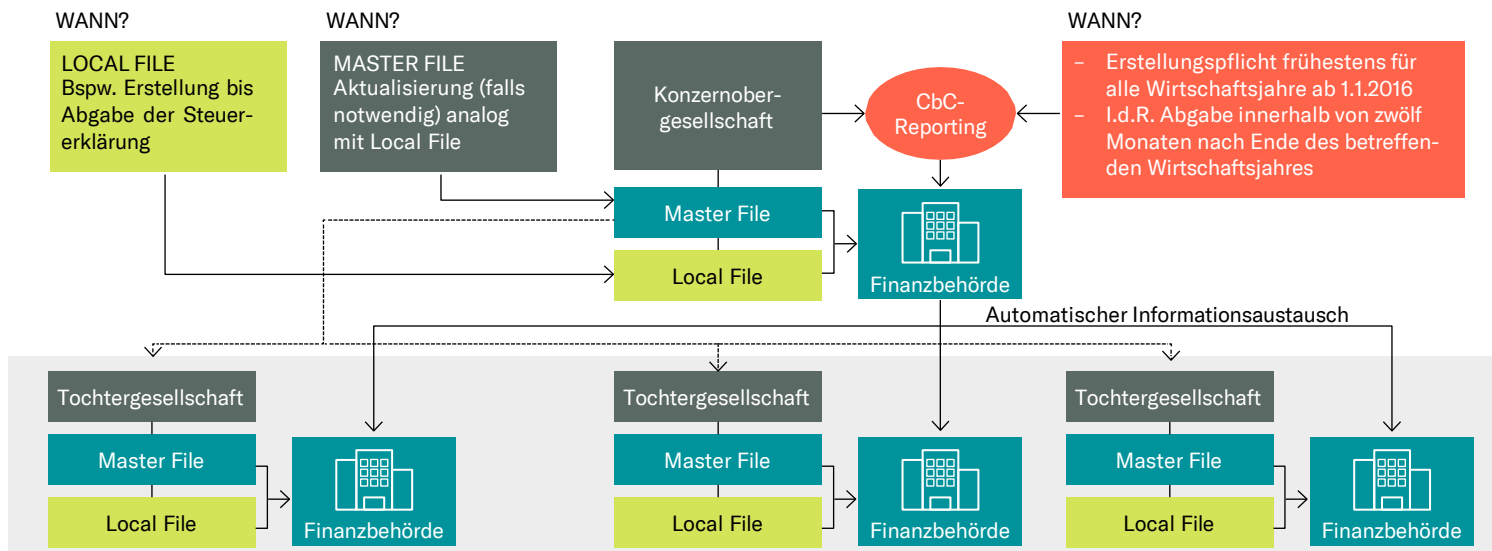 WANN?
LOCAL FILE
Bspw. Erstellung bis
Abgabe der Steuer-
erklärung
WANN?
MASTER FILE
Aktualisierung (falls
notwendig) analog
mit Local File
Konzernober-
gesellschaft
CbC-
Reporting
WANN?
– Erstellungspflicht frühestens für
alle Wirtschaftsjahre ab 1.1.2016
– I.d.R. Abgabe innerhalb von zwölf
Monaten nach Ende des betreffen-
den Wirtschaftsjahres
Master File
Local File
Finanzbehörde
Automatischer Informationsaustausch
Tochtergesellschaft
Master File
Local File
Finanzbehörde
Tochtergesellschaft
Master File
Local File
Finanzbehörde
Tochtergesellschaft
Master File
Local File
Finanzbehörde